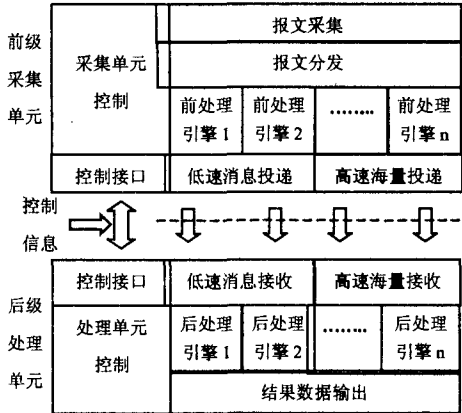 报文采集
前级
采集
单元
采集单元
控制
报文分发
前处理
引擎 1
前处理
引擎 2
........
前处理
引擎 n
控制接口
低速消息投递
高速海量投递
控制
信息
控制接口
低速消息接收
高速海量接收
后级
处理
单元
处理单元
控制
后处理
引擎 1
后处理
引擎 2
........
后处理
引擎 n
结果数据输出